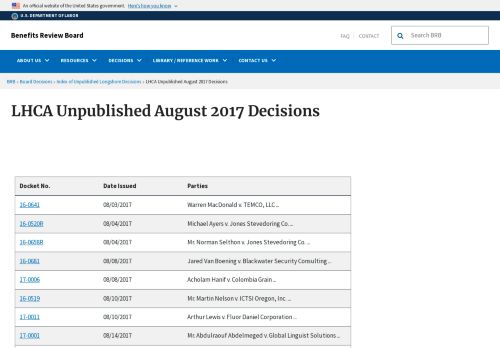 An official website of the United States government. Here's how you know
U.S. DEPARTMENT OF LABOR
Benefits Review Board
FAQ
CONTACT
Search BRB
ABOUT US
RESOURCES
DECISIONS
LIBRARY / REFERENCE WORK
CONTACT US
BRB › Board Decisions › Index of Unpublished Longshore Decisions › LHCA Unpublished August 2017 Decisions
LHCA Unpublished August 2017 Decisions
Docket No. Date Issued Parties
16-0641 08/03/2017 Warren MacDonald v. TEMCO, LLC ...
16-0520R 08/04/2017 Michael Ayers v. Jones Stevedoring Co. ...
16-0658R 08/04/2017 Mr. Norman Selthon v. Jones Stevedoring Co. ...
16-0681 08/08/2017 Jared Van Boening v. Blackwater Security Consulting ...
17-0006 08/08/2017 Acholam Hanif v. Colombia Grain ...
16-0519 08/10/2017 Mr. Martin Nelson v. ICTSI Oregon, Inc. ...
17-0011 08/10/2017 Arthur Lewis v. Fluor Daniel Corporation ...
17-0001 08/14/2017 Mr. Abdulraouf Abdelmeged v. Global Linguist Solutions ...